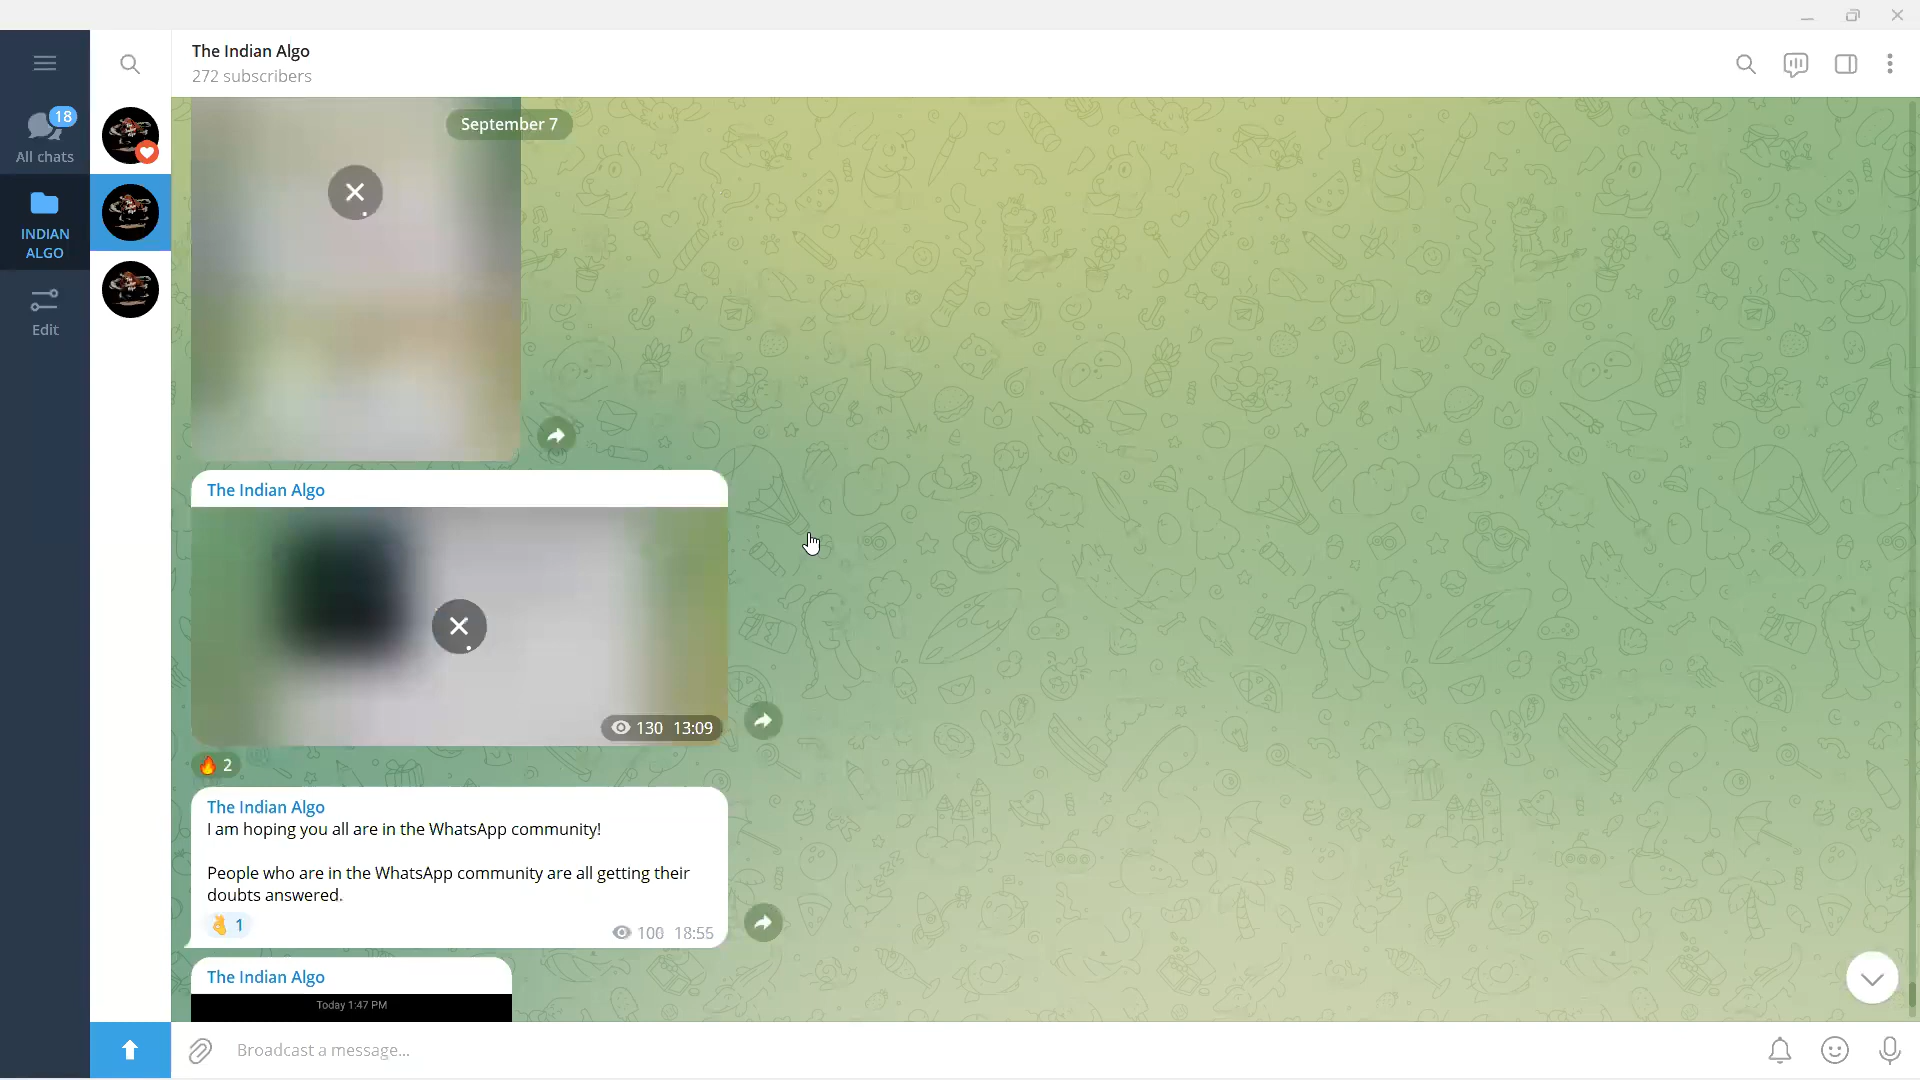 The Indian Algo
272 subscribers
18
All chats
INDIAN
ALGO
Edit
September 7
The Indian Algo
130 13:09
2
The Indian Algo
I am hoping you all are in the WhatsApp community!
People who are in the WhatsApp community are all getting their
doubts answered.
1
100 18:55
The Indian Algo
Today 1:47 PM
Broadcast a message...